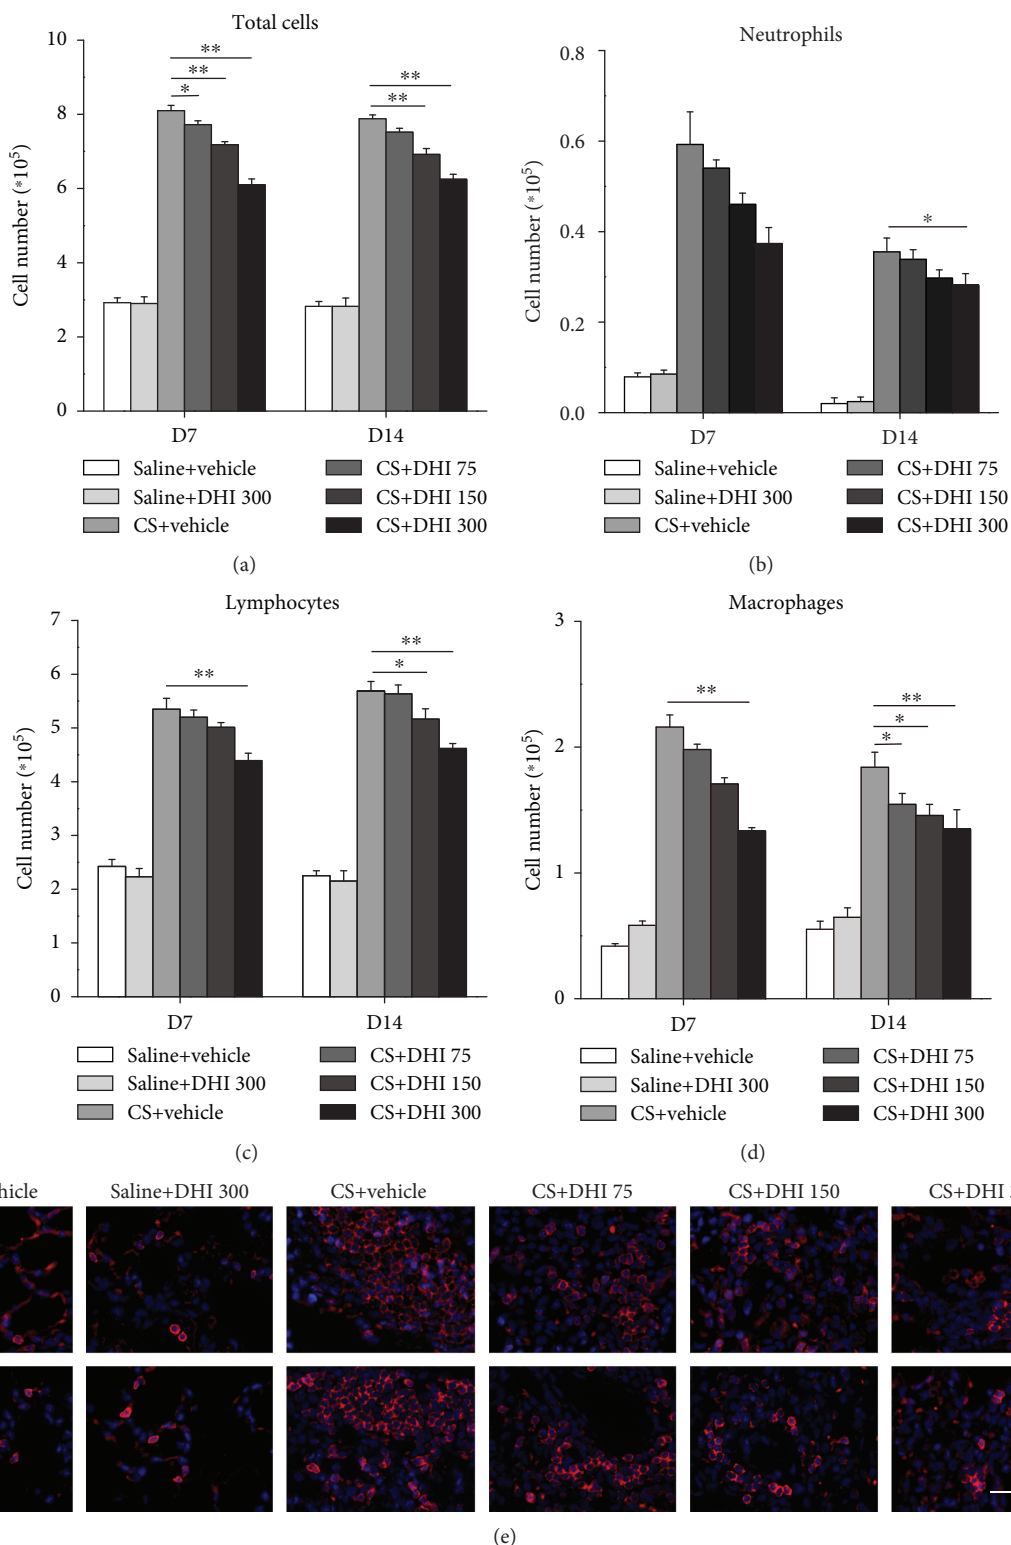 Total cells
10
8
6
4
2
0
Cell number (*10⁵)
** 
**
*
**
**
D7
D14
Saline+vehicle
Saline+DHI 300
CS+vehicle
CS+DHI 75
CS+DHI 150
CS+DHI 300
(a)
Neutrophils
0.8
0.6
0.4
0.2
0.0
Cell number (*10⁵)
*
D7
D14
Saline+vehicle
Saline+DHI 300
CS+vehicle
CS+DHI 75
CS+DHI 150
CS+DHI 300
(b)
Lymphocytes
7
6
5
4
3
2
1
0
Cell number (*10⁵)
**
**
*
D7
D14
Saline+vehicle
Saline+DHI 300
CS+vehicle
CS+DHI 75
CS+DHI 150
CS+DHI 300
(c)
Macrophages
3
2
1
0
Cell number (*10⁵)
**
**
*
*
D7
D14
Saline+vehicle
Saline+DHI 300
CS+vehicle
CS+DHI 75
CS+DHI 150
CS+DHI 300
(d)
hicle Saline+DHI 300 CS+vehicle CS+DHI 75 CS+DHI 150 CS+DHI
(e)